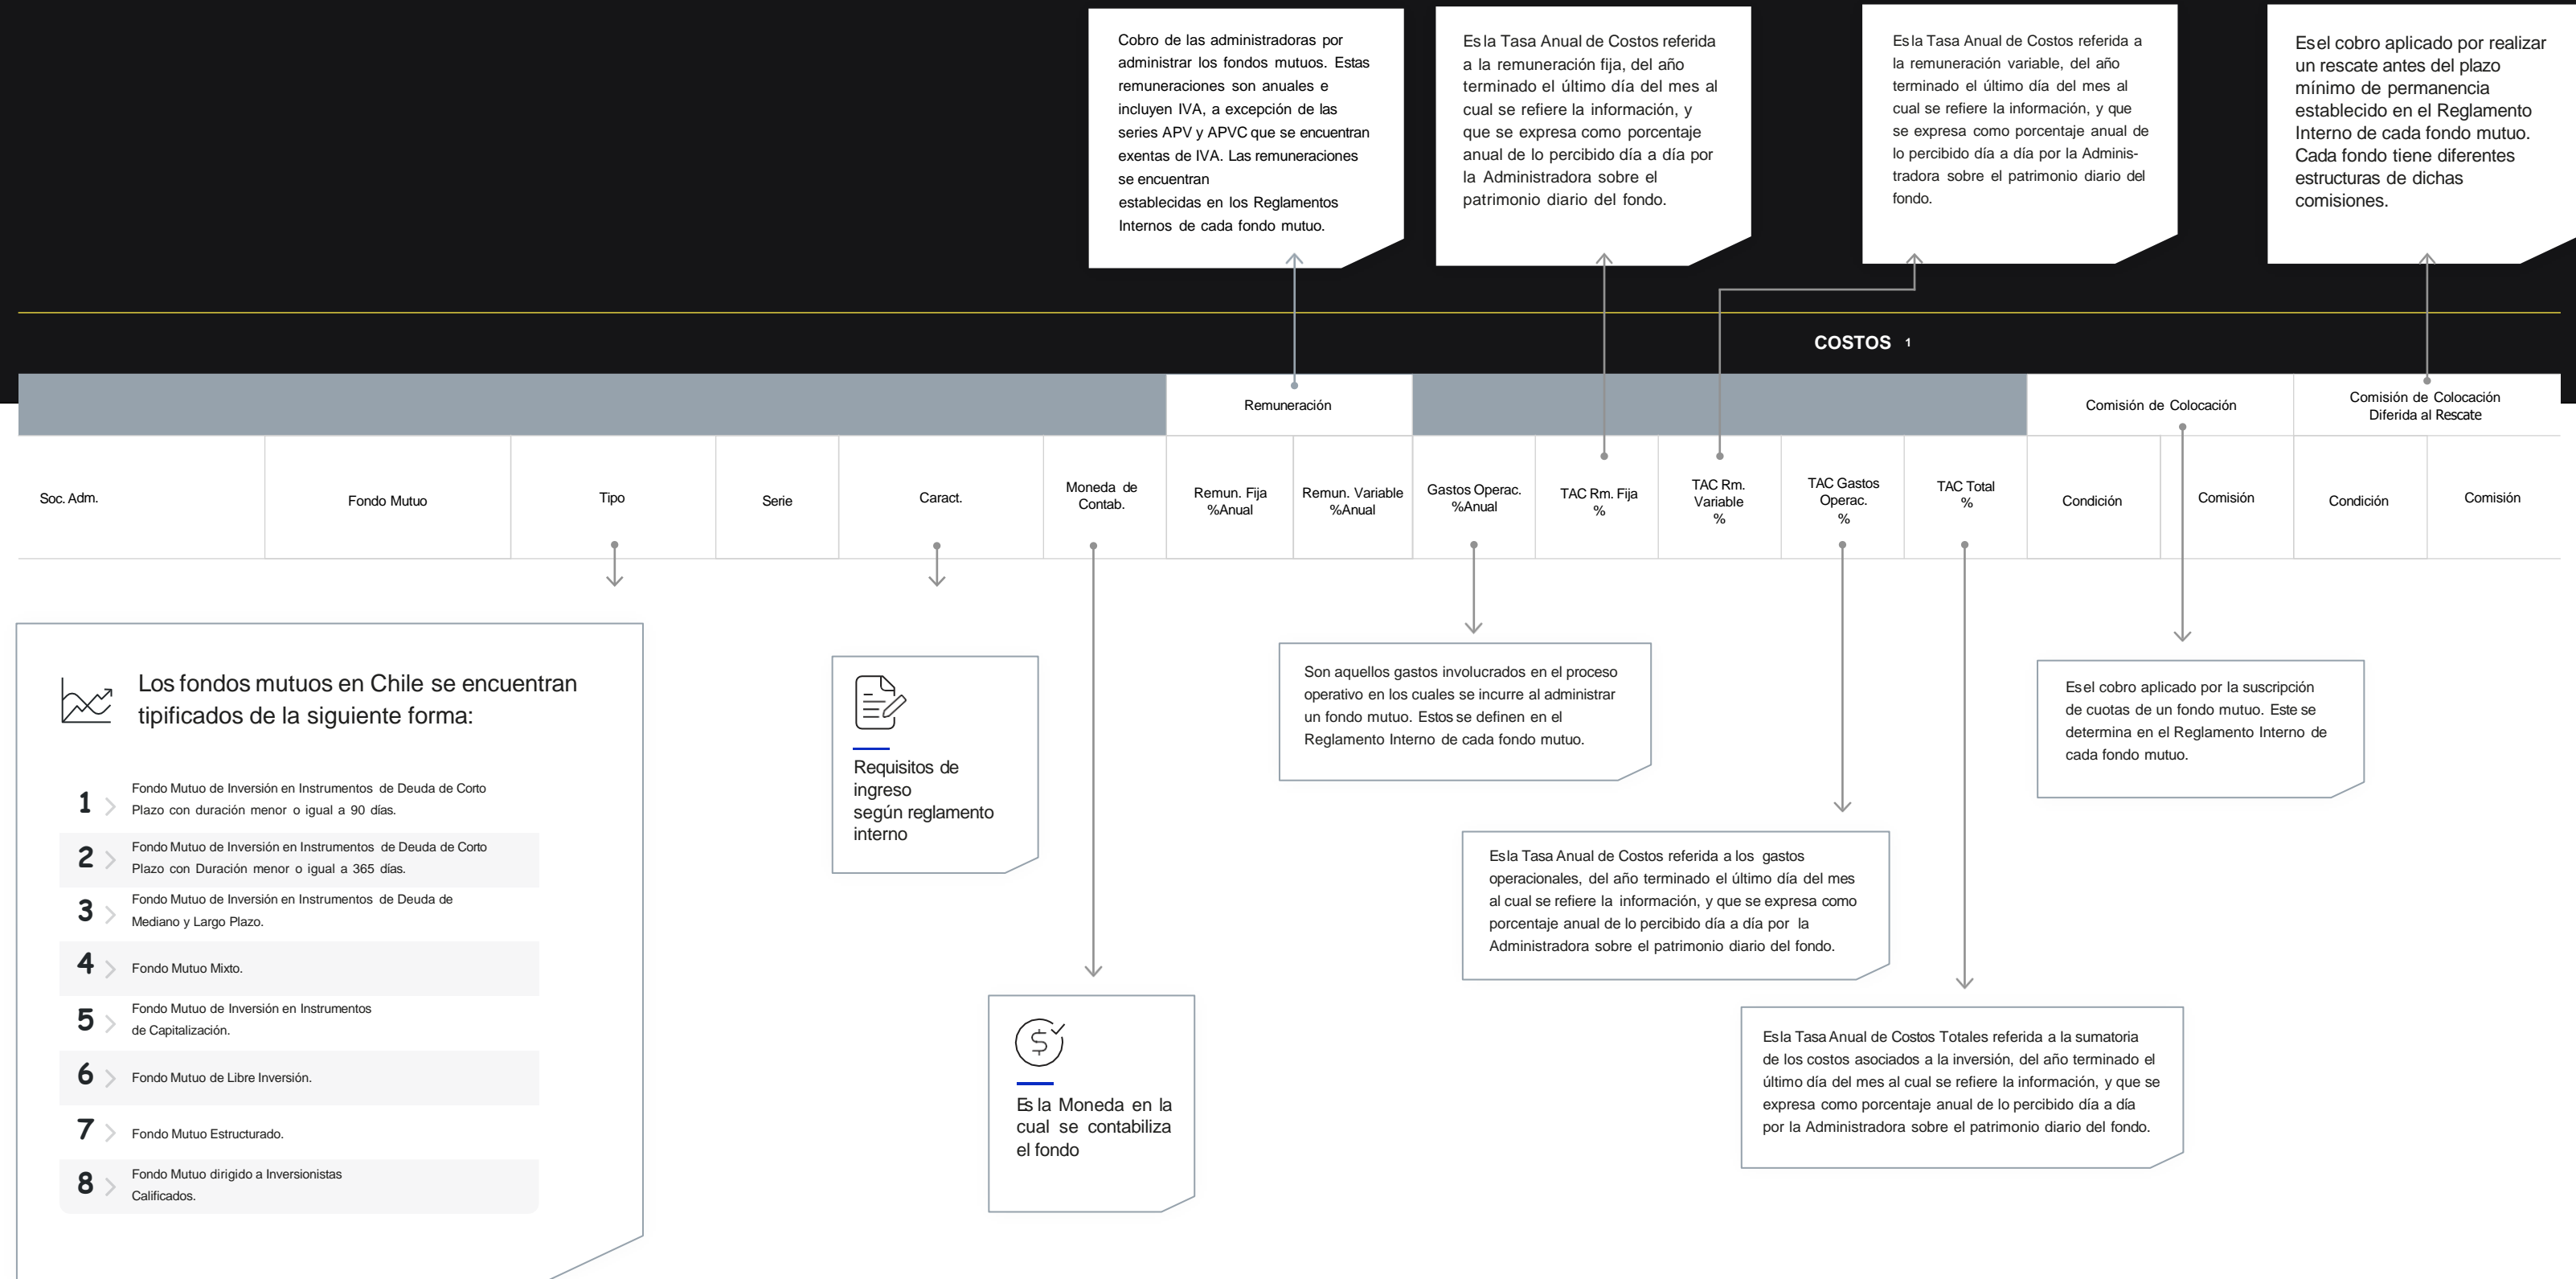 Cobro de las administradoras por
administrar los fondos mutuos. Estas
remuneraciones son anuales e
incluyen IVA, a excepción de las
series APV y APVC que se encuentran
exentas de IVA. Las remuneraciones
se encuentran
establecidas en los Reglamentos
Internos de cada fondo mutuo.
Es la Tasa Anual de Costos referida
a la remuneración fija, del año
terminado el último día del mes al
cual se refiere la información, y
que se expresa como porcentaje
anual de lo percibido día a día por
la Administradora sobre el
patrimonio diario del fondo.
Es la Tasa Anual de Costos referida a
la remuneración variable, del año
terminado el último día del mes al
cual se refiere la información, y que
se expresa como porcentaje anual de
lo percibido día a día por la Adminis-
tradora sobre el patrimonio diario del
fondo.
Es el cobro aplicado por realizar
un rescate antes del plazo
mínimo de permanencia
establecido en el Reglamento
Interno de cada fondo mutuo.
Cada fondo tiene diferentes
estructuras de dichas
comisiones.
COSTOS 1
Remuneración
Comisión de Colocación
Comisión de Colocación
Diferida al Rescate
Soc. Adm.
Fondo Mutuo
Tipo
Serie
Caract.
Moneda de
Contab.
Remun. Fija
%Anual
Remun. Variable
%Anual
Gastos Operac.
%Anual
TAC Rm. Fija
%
TAC Rm.
Variable
%
TAC Gastos
Operac.
%
TAC Total
%
Condición
Comisión
Condición
Comisión
Los fondos mutuos en Chile se encuentran
tipificados de la siguiente forma:
1
Fondo Mutuo de Inversión en Instrumentos de Deuda de Corto
Plazo con duración menor o igual a 90 días.
2
Fondo Mutuo de Inversión en Instrumentos de Deuda de Corto
Plazo con Duración menor o igual a 365 días.
3
Fondo Mutuo de Inversión en Instrumentos de Deuda de
Mediano y Largo Plazo.
4
Fondo Mutuo Mixto.
5
Fondo Mutuo de Inversión en Instrumentos
de Capitalización.
6
Fondo Mutuo de Libre Inversión.
7
Fondo Mutuo Estructurado.
8
Fondo Mutuo dirigido a Inversionistas
Calificados.
Requisitos de
ingreso
según reglamento
interno
Es la Moneda en la
cual se contabiliza
el fondo
Son aquellos gastos involucrados en el proceso
operativo en los cuales se incurre al administrar
un fondo mutuo. Estos se definen en el
Reglamento Interno de cada fondo mutuo.
Es la Tasa Anual de Costos referida a los gastos
operacionales, del año terminado el último día del mes
al cual se refiere la información, y que se expresa como
porcentaje anual de lo percibido día a día por la
Administradora sobre el patrimonio diario del fondo.
Es la Tasa Anual de Costos Totales referida a la sumatoria
de los costos asociados a la inversión, del año terminado el
último día del mes al cual se refiere la información, y que se
expresa como porcentaje anual de lo percibido día a día
por la Administradora sobre el patrimonio diario del fondo.
Es el cobro aplicado por la suscripción
de cuotas de un fondo mutuo. Este se
determina en el Reglamento Interno de
cada fondo mutuo.